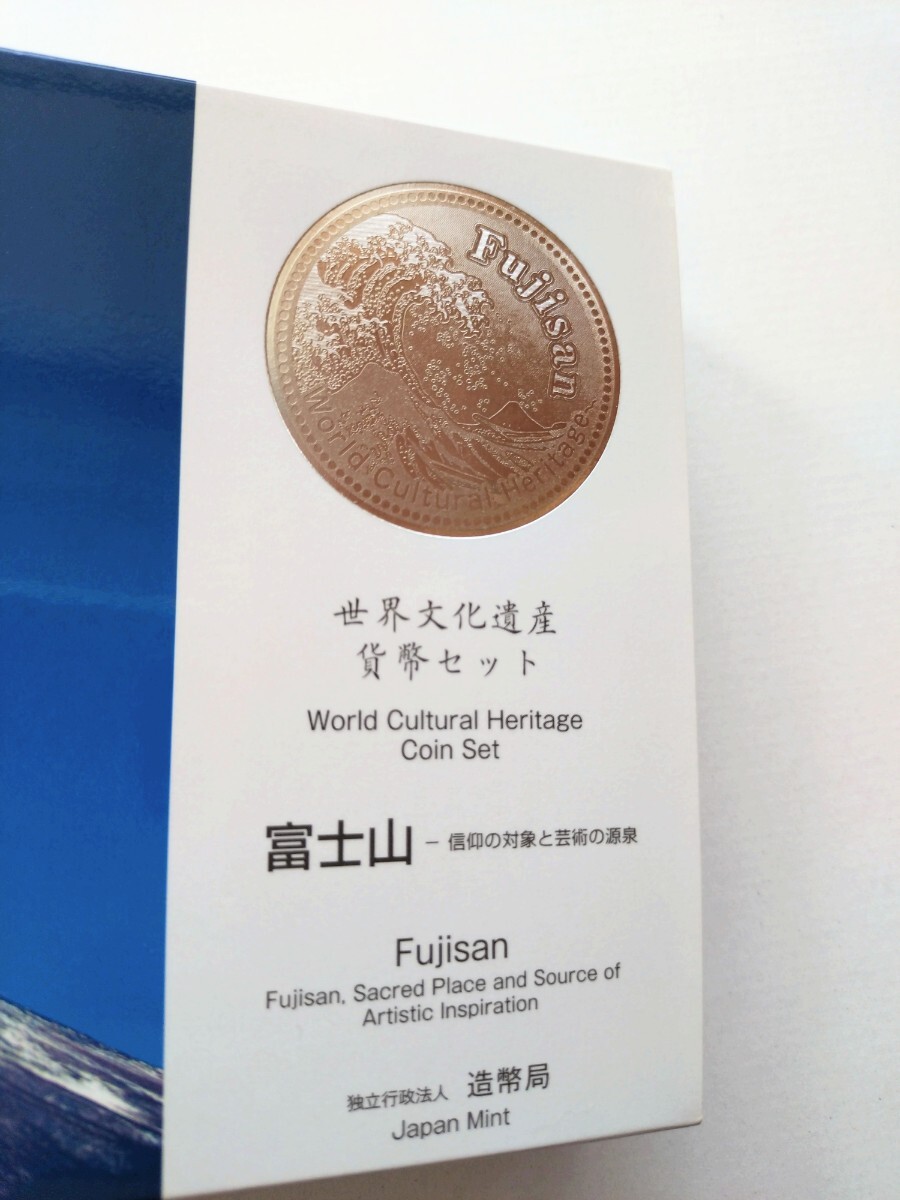 Fujisan
World Cultural Heritage
世界文化遺産
貨幣セット
World Cultural Heritage
Coin Set
富士山 − 信仰の対象と芸術の源泉
Fujisan
Fujisan, Sacred Place and Source of
Artistic Inspiration
独立行政法人 造幣局
Japan Mint